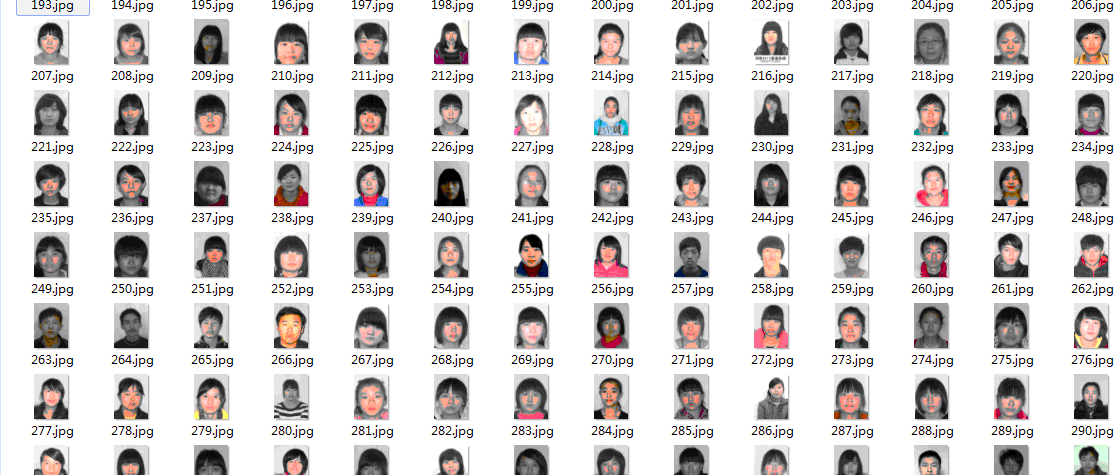 193.jpg 194.jpg 195.jpg 196.jpg 197.jpg 198.jpg 199.jpg 200.jpg 201.jpg 202.jpg 203.jpg 204.jpg 205.jpg 206.jpg
207.jpg 208.jpg 209.jpg 210.jpg 211.jpg 212.jpg 213.jpg 214.jpg 215.jpg 216.jpg 217.jpg 218.jpg 219.jpg 220.jpg
221.jpg 222.jpg 223.jpg 224.jpg 225.jpg 226.jpg 227.jpg 228.jpg 229.jpg 230.jpg 231.jpg 232.jpg 233.jpg 234.jpg
235.jpg 236.jpg 237.jpg 238.jpg 239.jpg 240.jpg 241.jpg 242.jpg 243.jpg 244.jpg 245.jpg 246.jpg 247.jpg 248.jpg
249.jpg 250.jpg 251.jpg 252.jpg 253.jpg 254.jpg 255.jpg 256.jpg 257.jpg 258.jpg 259.jpg 260.jpg 261.jpg 262.jpg
263.jpg 264.jpg 265.jpg 266.jpg 267.jpg 268.jpg 269.jpg 270.jpg 271.jpg 272.jpg 273.jpg 274.jpg 275.jpg 276.jpg
277.jpg 278.jpg 279.jpg 280.jpg 281.jpg 282.jpg 283.jpg 284.jpg 285.jpg 286.jpg 287.jpg 288.jpg 289.jpg 290.jpg